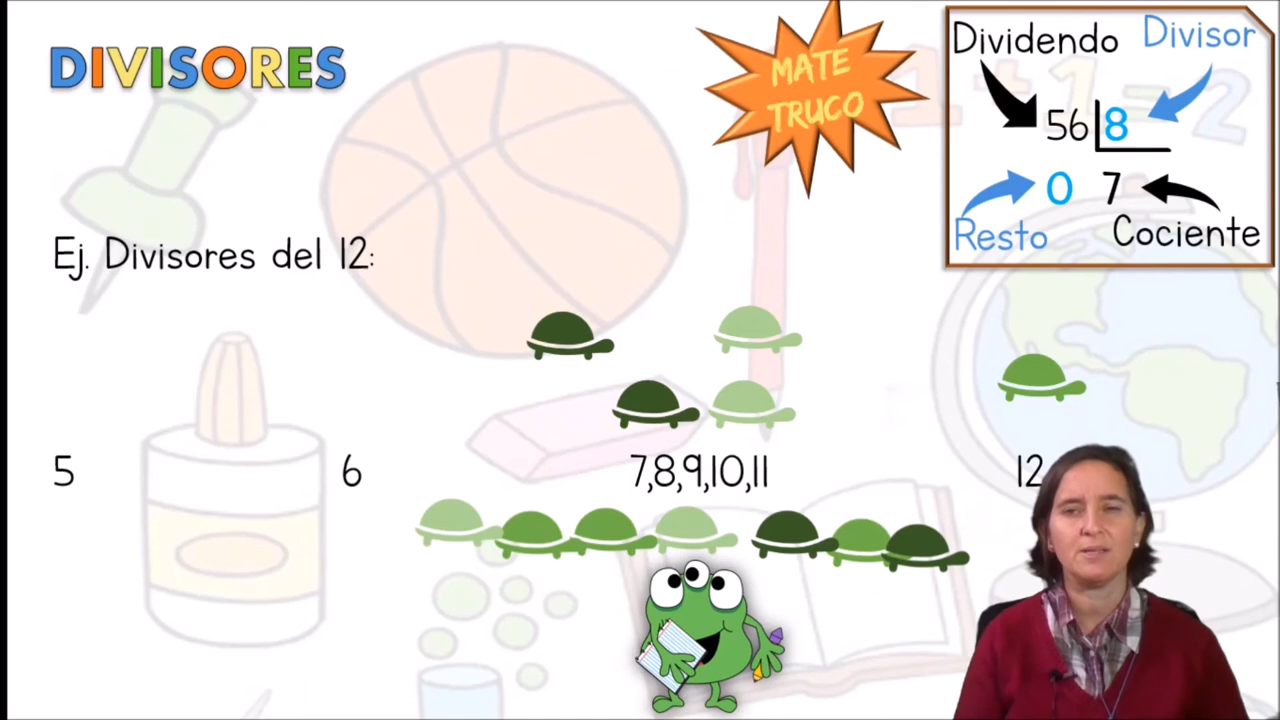 DIVISORES
MATE
TRUCO
Dividendo Divisor
56 8
0 7
Resto Cociente
Ej. Divisores del 12:
5 6 7,8,9,10,11 12